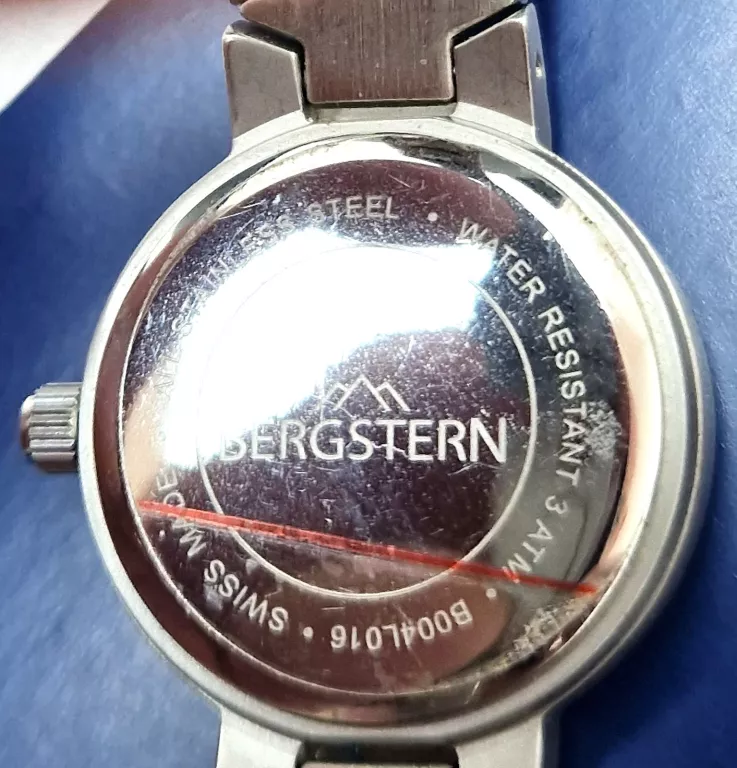 BERGSTERN
STAINLESS STEEL • WATER RESISTANT 3 ATM • B004L016 • SWISS MADE